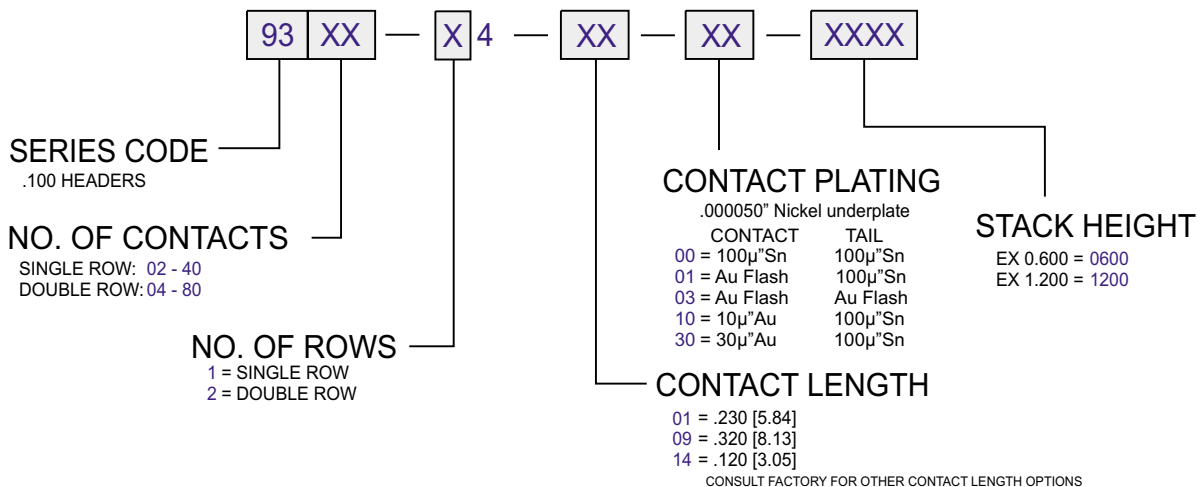 93 XX — X 4 — XX — XX — XXXX
SERIES CODE
.100 HEADERS
NO. OF CONTACTS
SINGLE ROW: 02 - 40
DOUBLE ROW: 04 - 80
NO. OF ROWS
1 = SINGLE ROW
2 = DOUBLE ROW
CONTACT PLATING
.000050” Nickel underplate
CONTACT TAIL
00 = 100µ”Sn 100µ”Sn
01 = Au Flash 100µ”Sn
03 = Au Flash Au Flash
10 = 10µ”Au 100µ”Sn
30 = 30µ”Au 100µ”Sn
CONTACT LENGTH
01 = .230 [5.84]
09 = .320 [8.13]
14 = .120 [3.05]
CONSULT FACTORY FOR OTHER CONTACT LENGTH OPTIONS
STACK HEIGHT
EX 0.600 = 0600
EX 1.200 = 1200